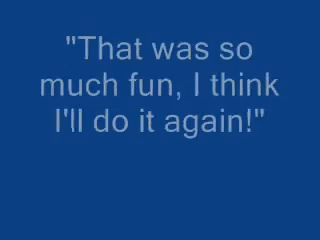 "That was so
much fun, I think
I'll do it again!"